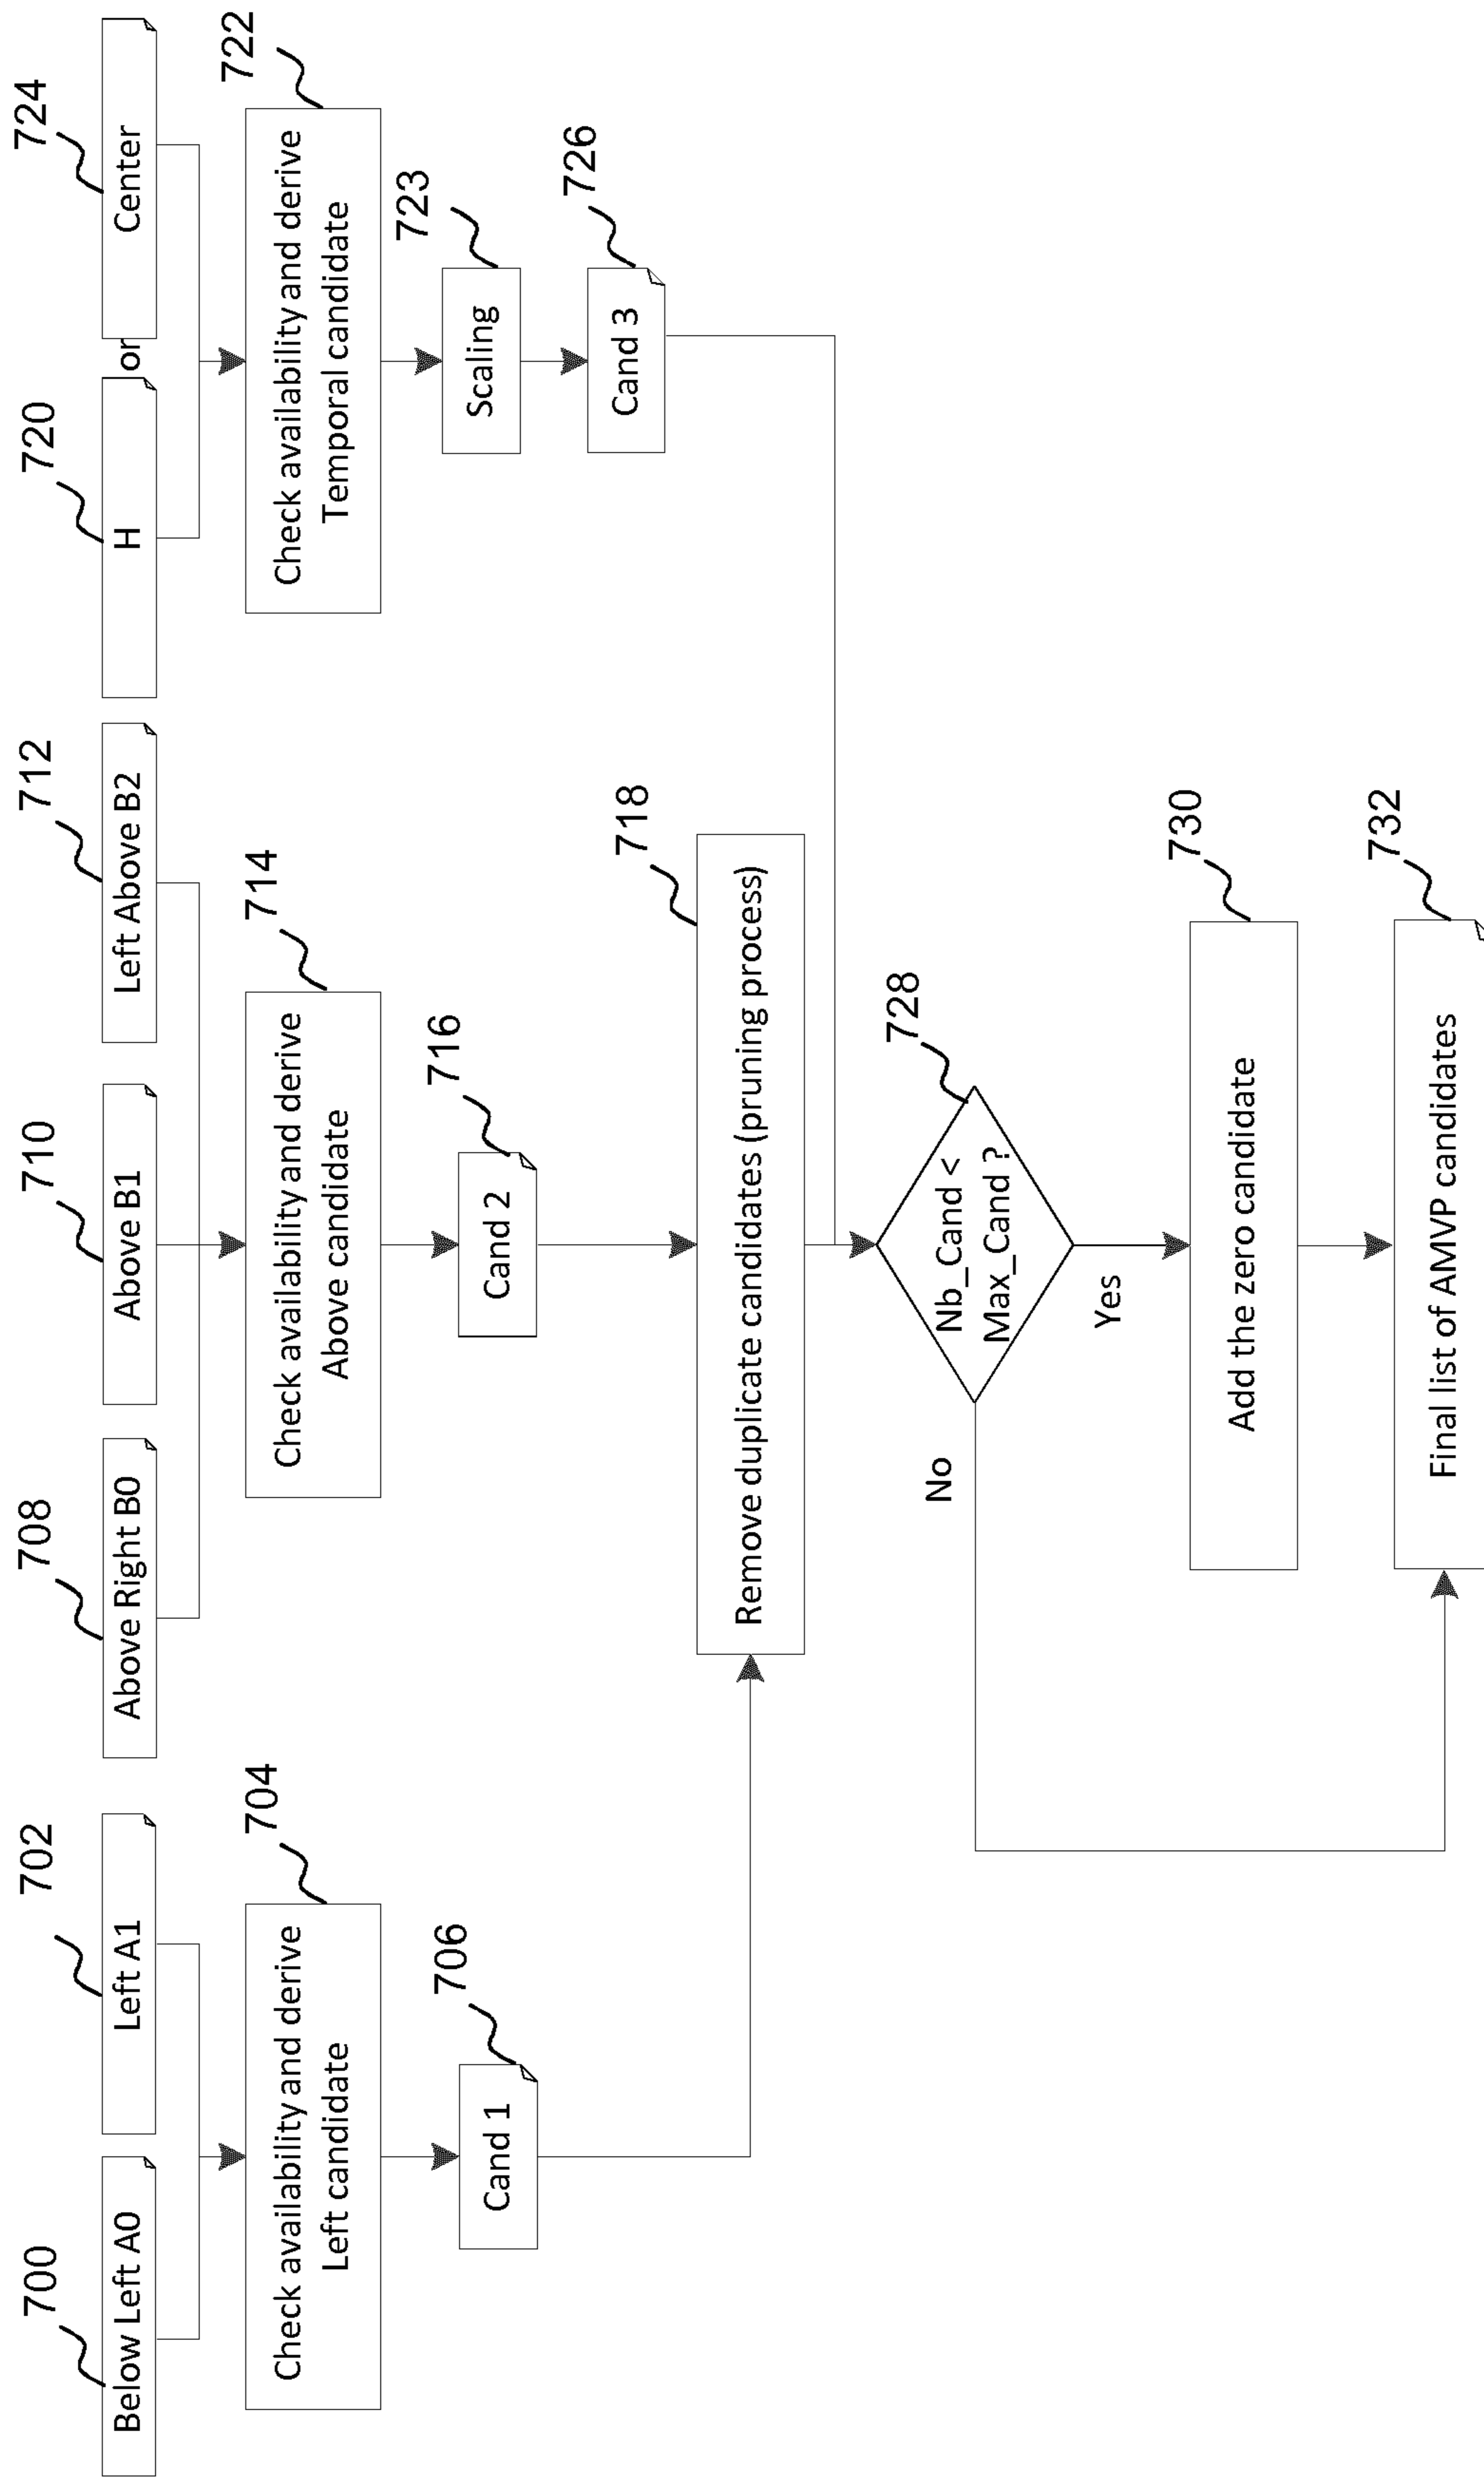 700
702
708
710
712
720
724
Below Left A0
Left A1
Above Right B0
Above B1
Left Above B2
H
or
Center
704
714
722
Check availability and derive
Left candidate
Check availability and derive
Above candidate
Check availability and derive
Temporal candidate
723
Scaling
706
716
726
Cand 1
Cand 2
Cand 3
718
Remove duplicate candidates (pruning process)
728
Nb_Cand <
Max_Cand ?
No
Yes
730
Add the zero candidate
732
Final list of AMVP candidates